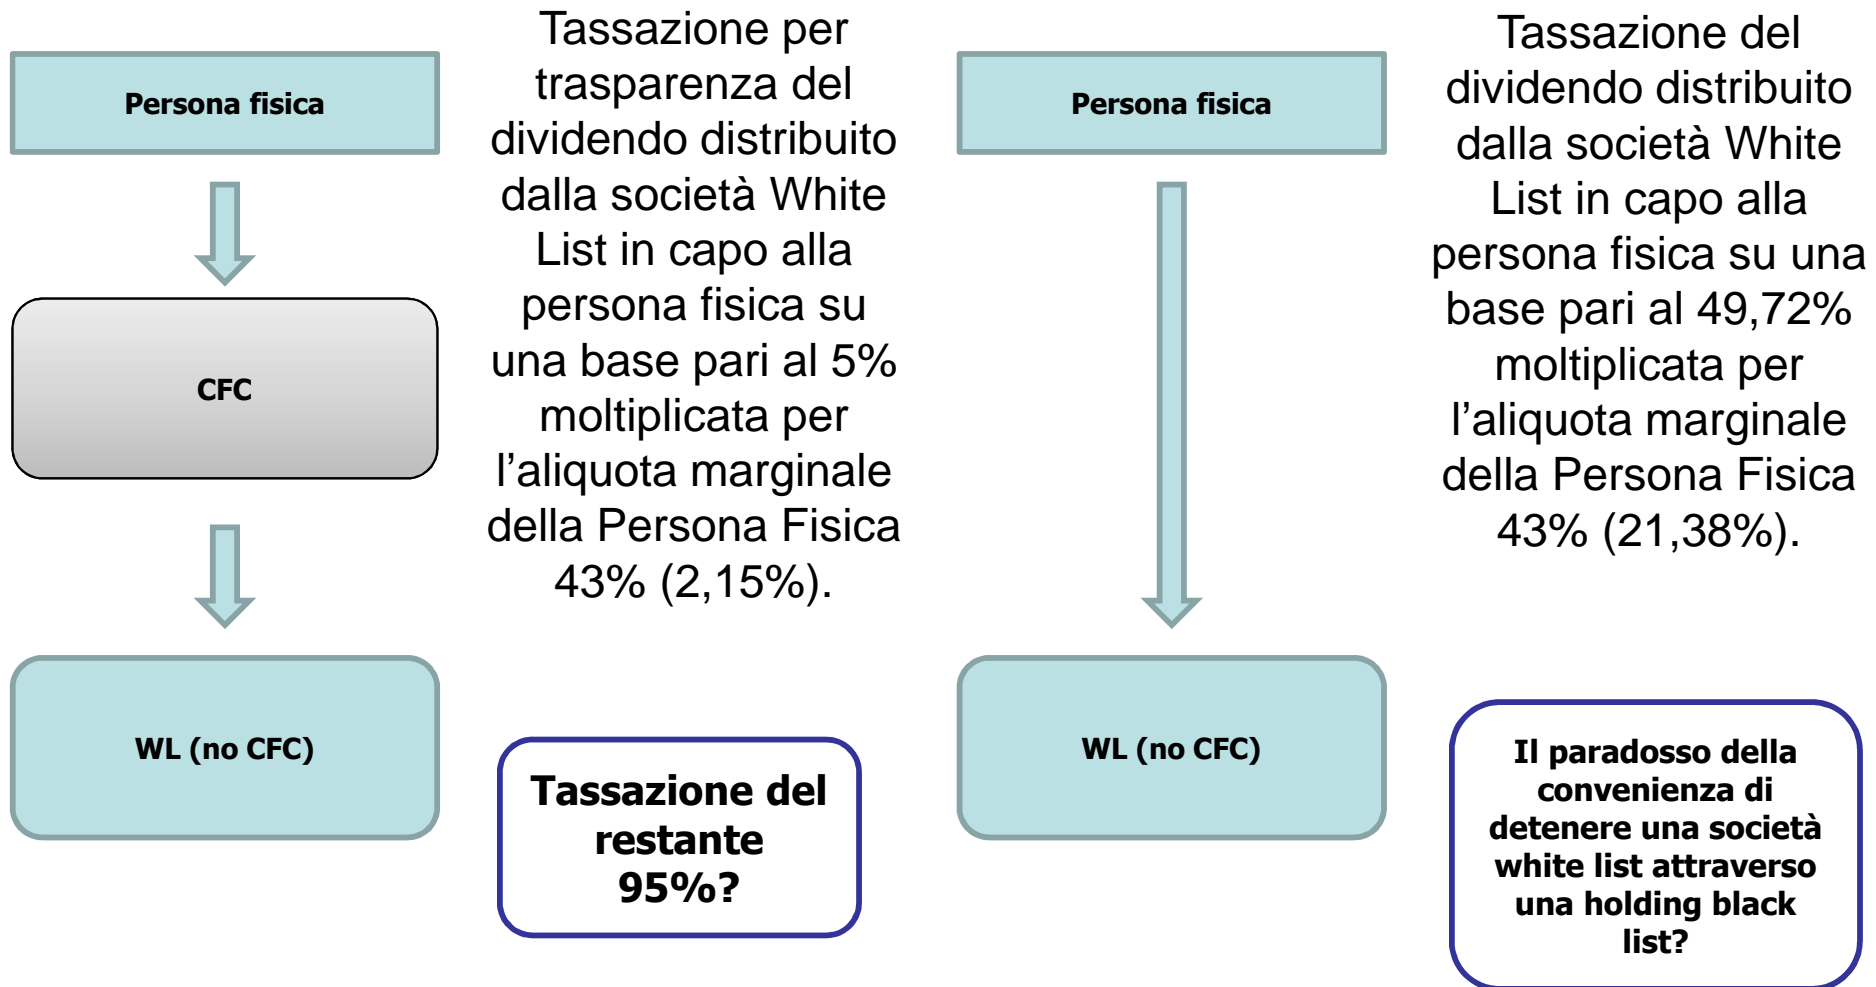 Persona fisica
CFC
WL (no CFC)
Tassazione per
trasparenza del
dividendo distribuito
dalla società White
List in capo alla
persona fisica su
una base pari al 5%
moltiplicata per
l’aliquota marginale
della Persona Fisica
43% (2,15%).
Tassazione del
restante
95%?
Persona fisica
WL (no CFC)
Tassazione del
dividendo distribuito
dalla società White
List in capo alla
persona fisica su una
base pari al 49,72%
moltiplicata per
l’aliquota marginale
della Persona Fisica
43% (21,38%).
Il paradosso della
convenienza di
detenere una società
white list attraverso
una holding black
list?